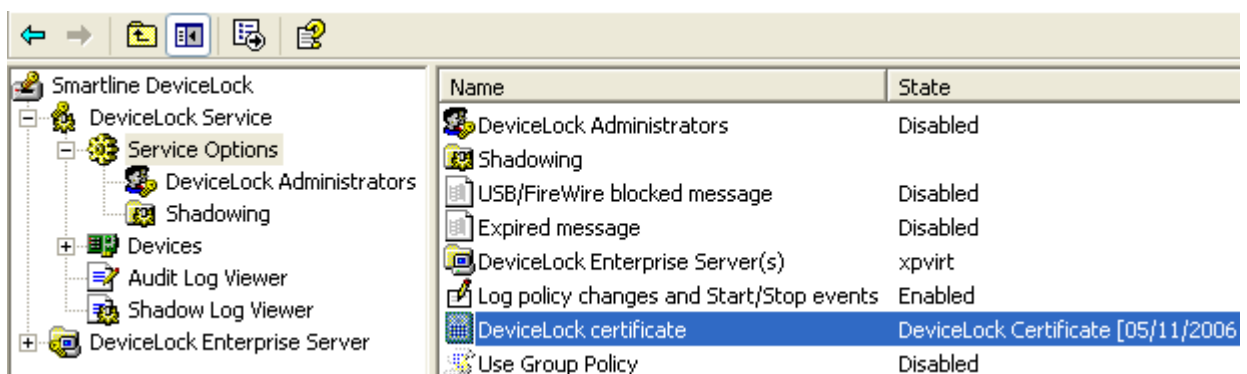 Smartline DeviceLock
DeviceLock Service
Service Options
DeviceLock Administrators
Shadowing
Devices
Audit Log Viewer
Shadow Log Viewer
DeviceLock Enterprise Server
Name State
DeviceLock Administrators Disabled
Shadowing
USB/FireWire blocked message Disabled
Expired message Disabled
DeviceLock Enterprise Server(s) xpvirt
Log policy changes and Start/Stop events Enabled
DeviceLock certificate DeviceLock Certificate [05/11/2006
Use Group Policy Disabled